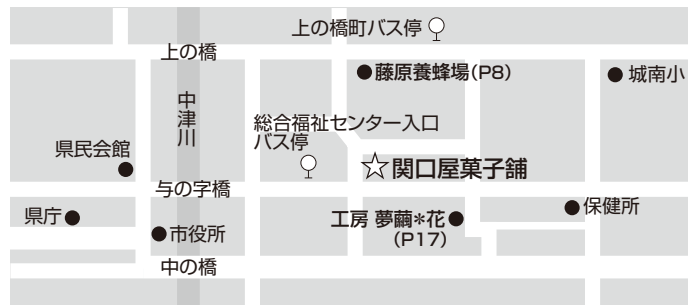 上の橋町バス停
上の橋
藤原養蜂場(P8)
城南小
中津川
総合福祉センター入口
バス停
県民会館
関口屋菓子舗
与の字橋
県庁
市役所
工房 夢繭*花
(P17)
保健所
中の橋